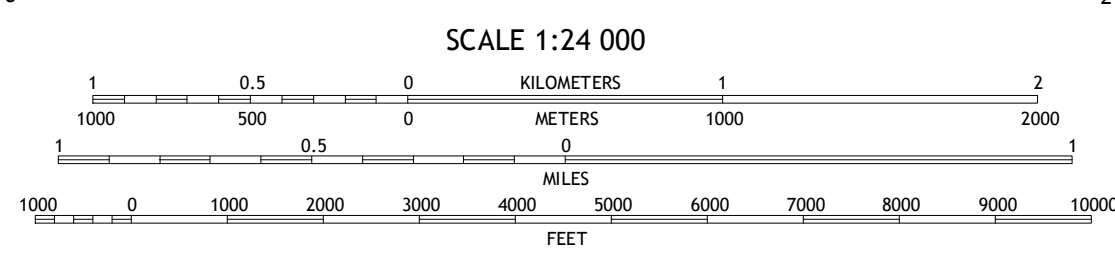 SCALE 1:24 000
1 0.5 0 KILOMETERS 1 2
1000 500 0 METERS 1000 2000
1 0.5 0 1
MILES
1000 0 1000 2000 3000 4000 5000 6000 7000 8000 9000 10000
FEET